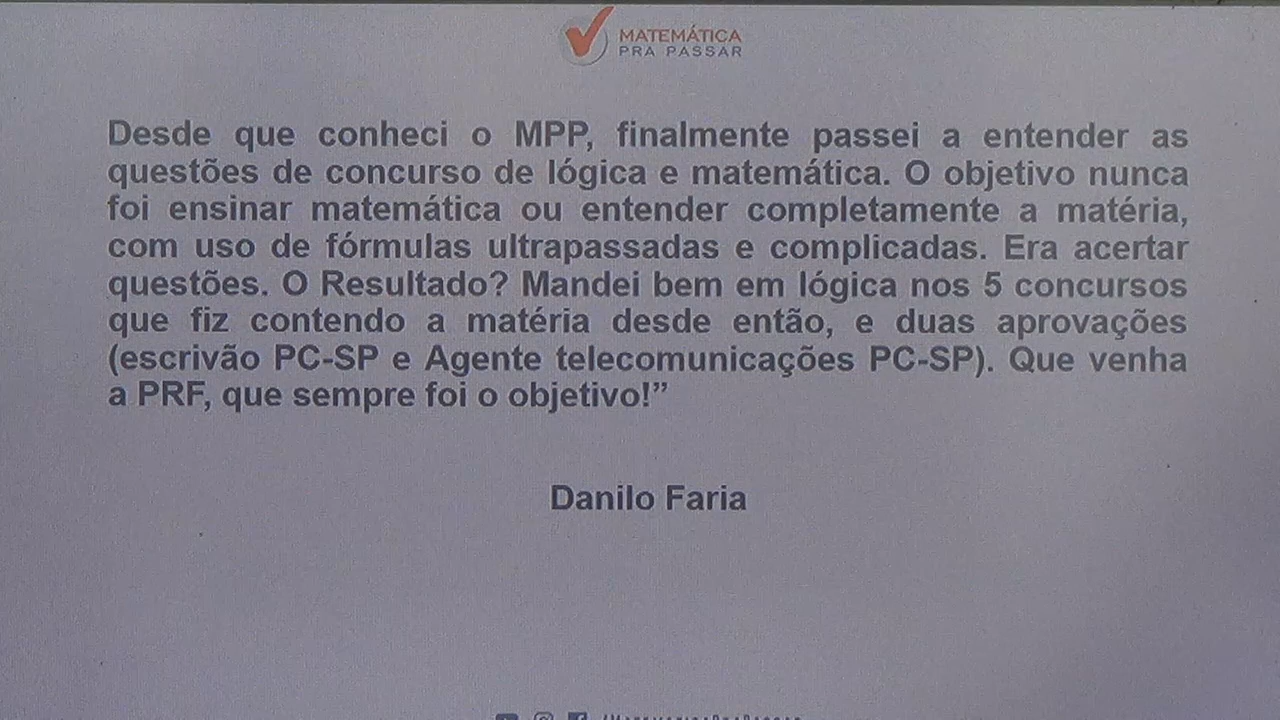 MATEMÁTICA
PRA PASSAR
Desde que conheci o MPP, finalmente passei a entender as
questões de concurso de lógica e matemática. O objetivo nunca
foi ensinar matemática ou entender completamente a matéria,
com uso de fórmulas ultrapassadas e complicadas. Era acertar
questões. O Resultado? Mandei bem em lógica nos 5 concursos
que fiz contendo a matéria desde então, e duas aprovações
(escrivão PC-SP e Agente telecomunicações PC-SP). Que venha
a PRF, que sempre foi o objetivo!”
Danilo Faria